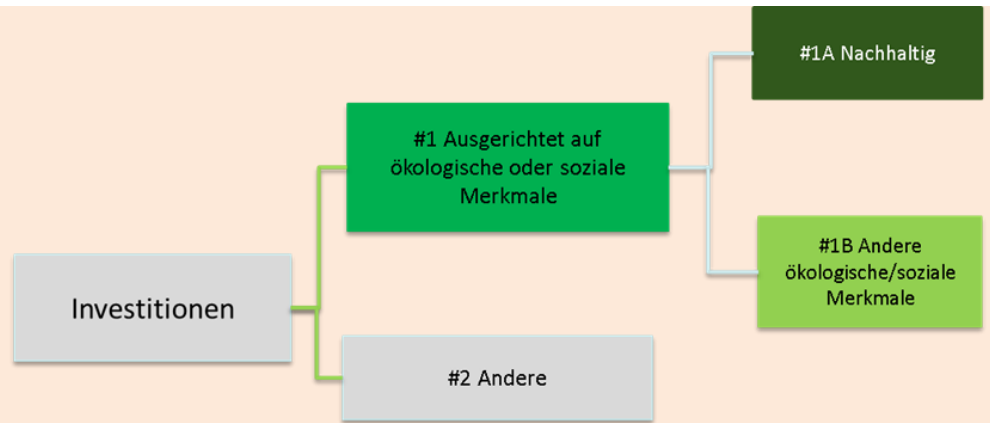 #1A Nachhaltig
#1 Ausgerichtet auf
ökologische oder soziale
Merkmale
#1B Andere
ökologische/soziale
Merkmale
Investitionen
#2 Andere